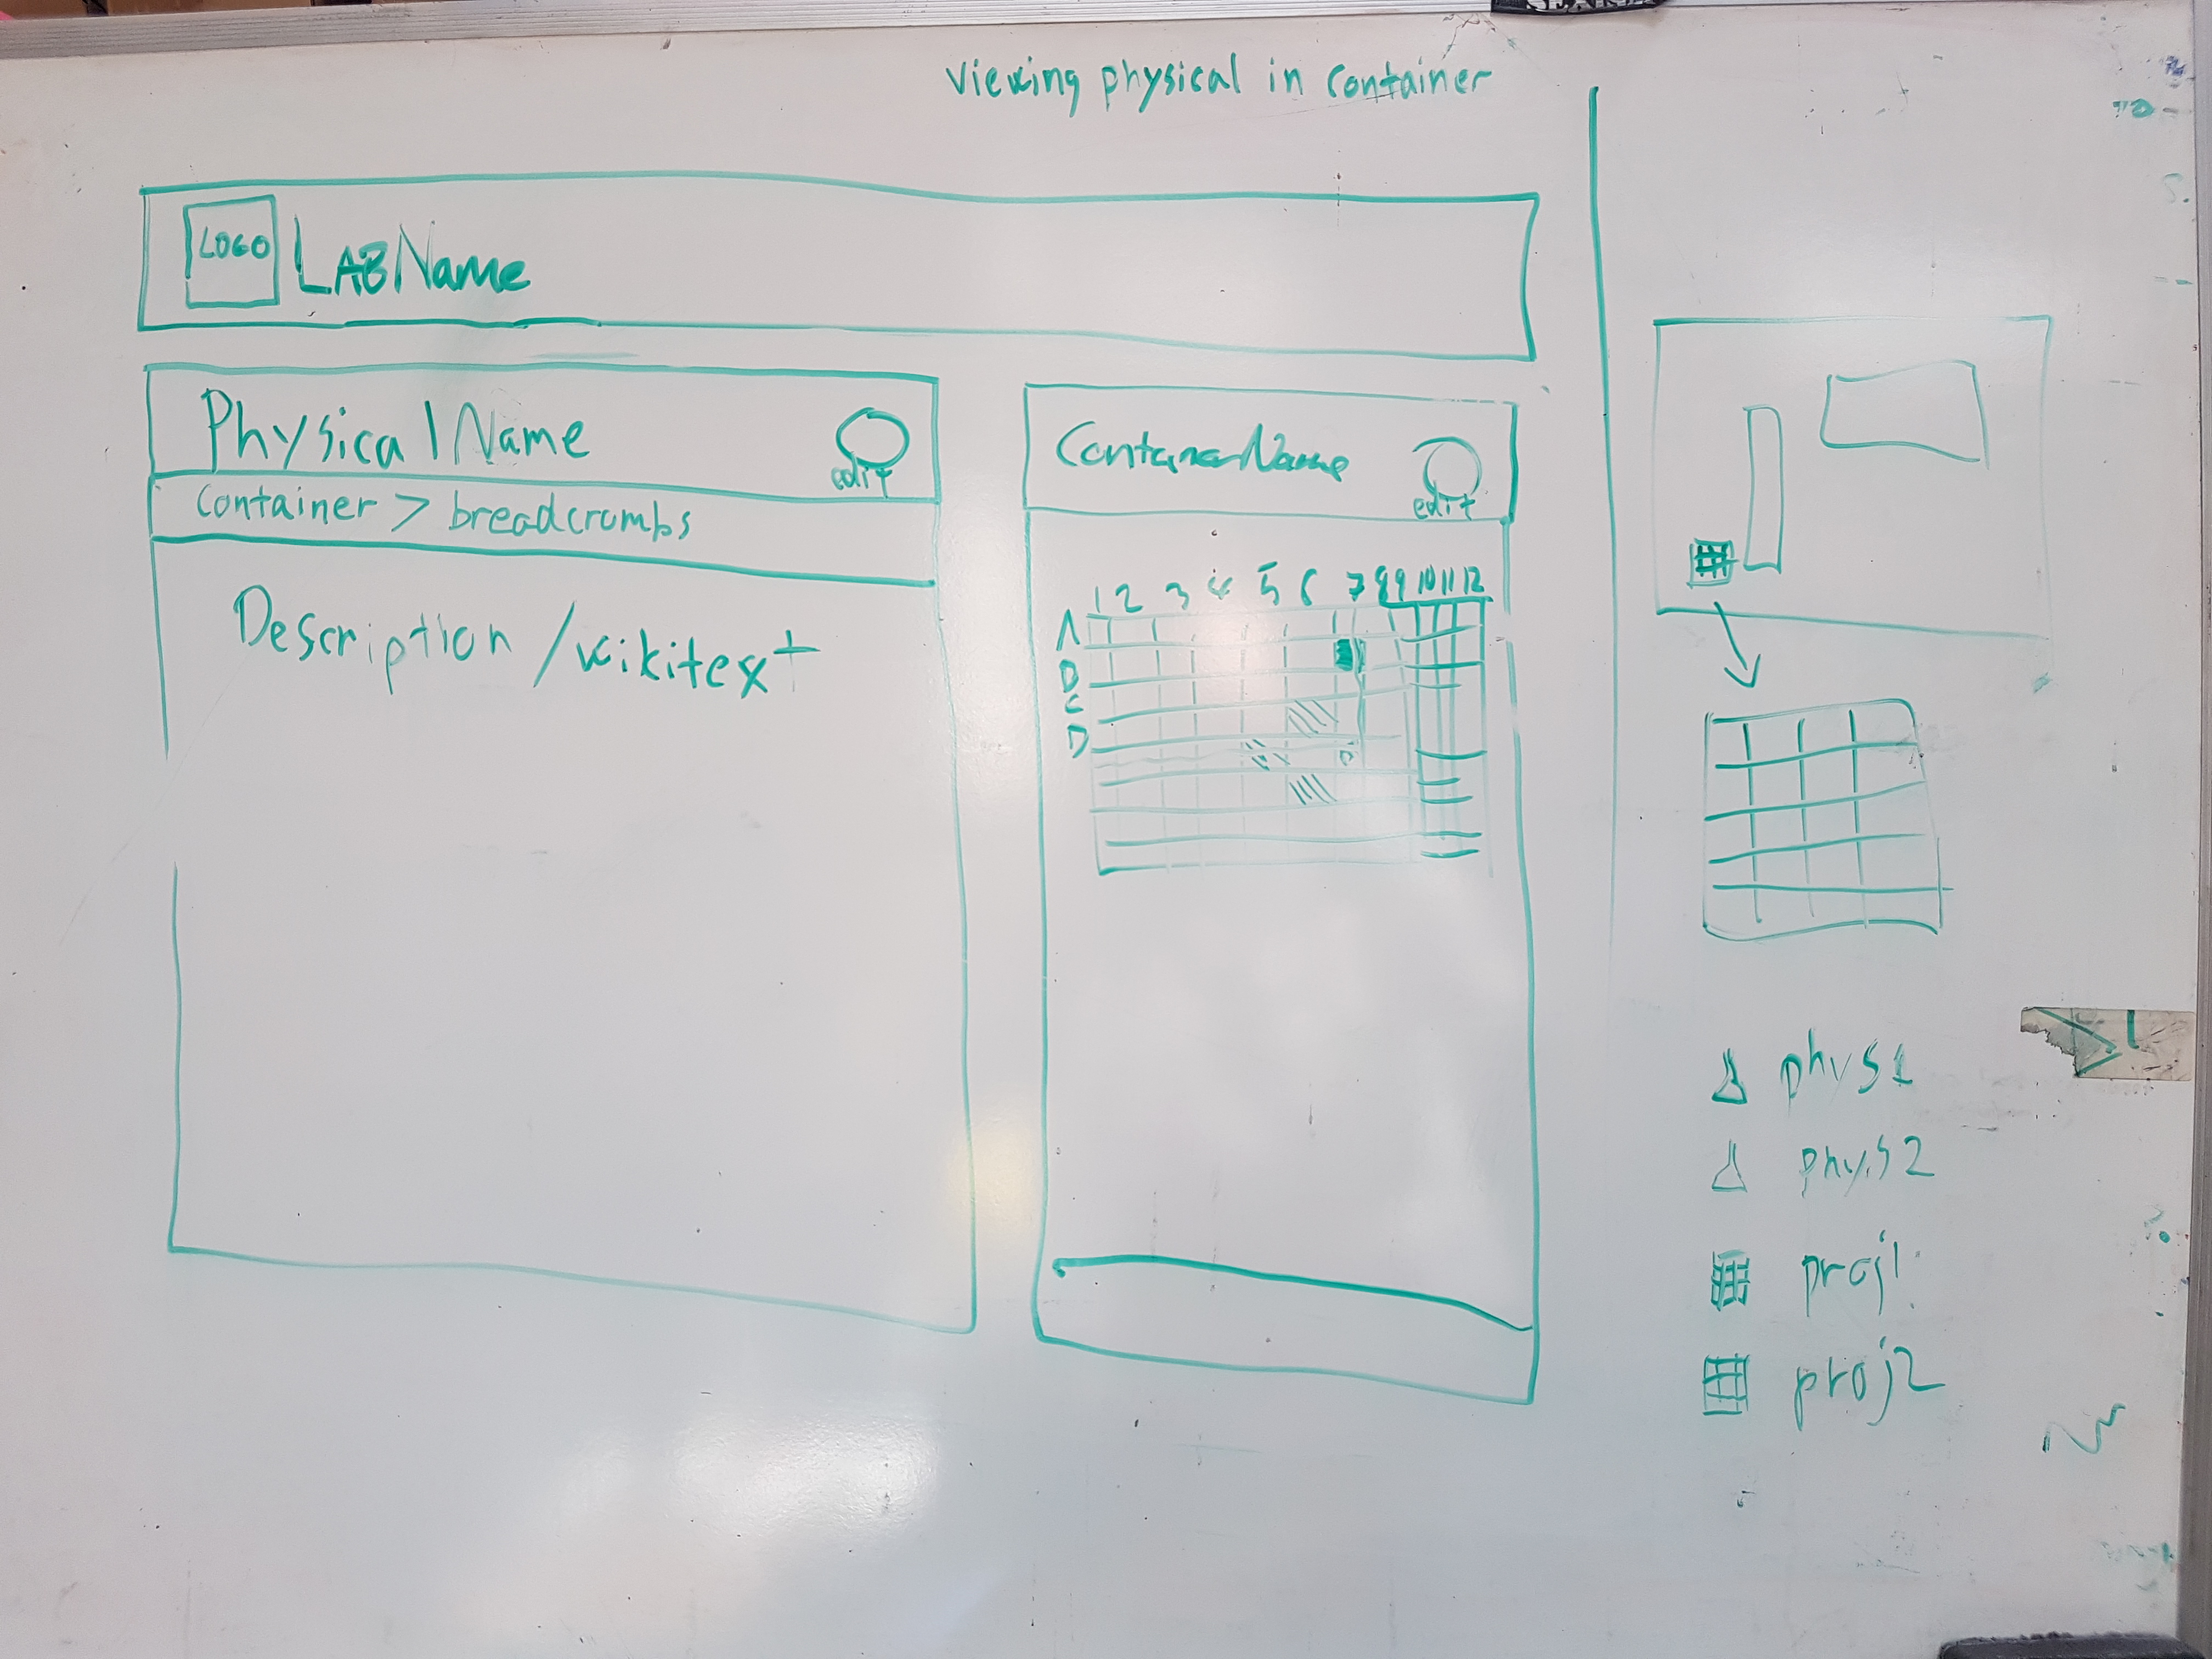 Viewing physical in container
LOGO
LABName
PhysicalName
edit
container > breadcrumbs
Description/wikitext
ContainerName
edit
1 2 3 4 5 6 7 8 9 10 11 12
A
B
C
D
phys1
phys2
proj1
proj2